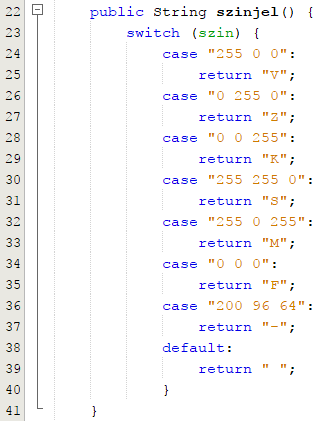 22 public String szinjel() {
23 switch (szin) {
24 case "255 0 0":
25 return "V";
26 case "0 255 0":
27 return "Z";
28 case "0 0 255":
29 return "K";
30 case "255 255 0":
31 return "S";
32 case "255 0 255":
33 return "M";
34 case "0 0 0":
35 return "F";
36 case "200 96 64":
37 return "-";
38 default:
39 return " ";
40 }
41 }